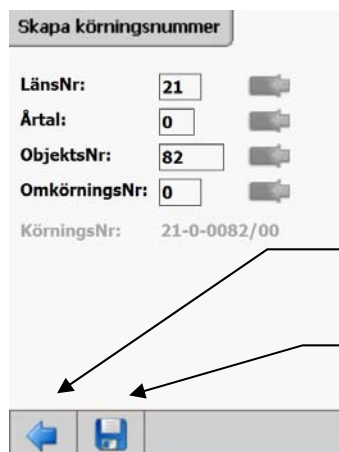 Skapa körningsnummer
LänsNr: 21
Årtal: 0
ObjektsNr: 82
OmkörningsNr: 0
KörningsNr: 21-0-0082/00